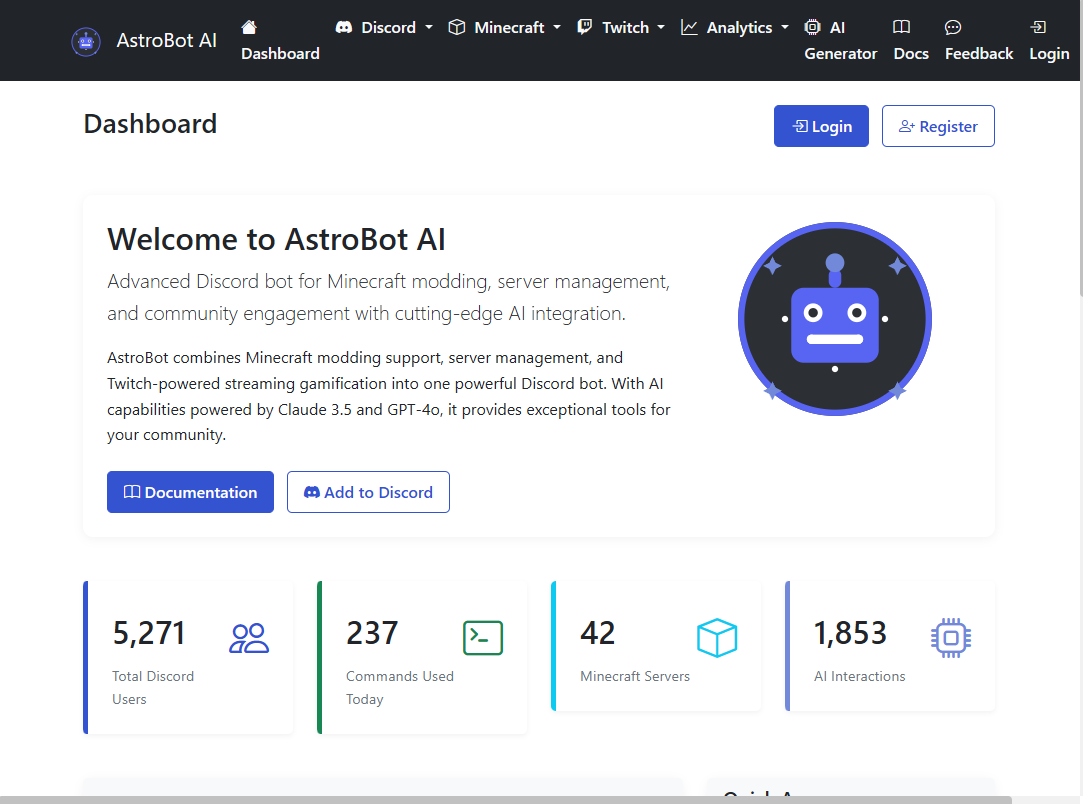 AstroBot AI
Dashboard
Discord
Minecraft
Twitch
Analytics
AI
Generator
Docs
Feedback
Login
Dashboard
Login
Register
Welcome to AstroBot AI
Advanced Discord bot for Minecraft modding, server management,
and community engagement with cutting-edge AI integration.
AstroBot combines Minecraft modding support, server management, and
Twitch-powered streaming gamification into one powerful Discord bot. With AI
capabilities powered by Claude 3.5 and GPT-4o, it provides exceptional tools for
your community.
Documentation
Add to Discord
5,271
Total Discord
Users
237
Commands Used
Today
42
Minecraft Servers
1,853
AI Interactions